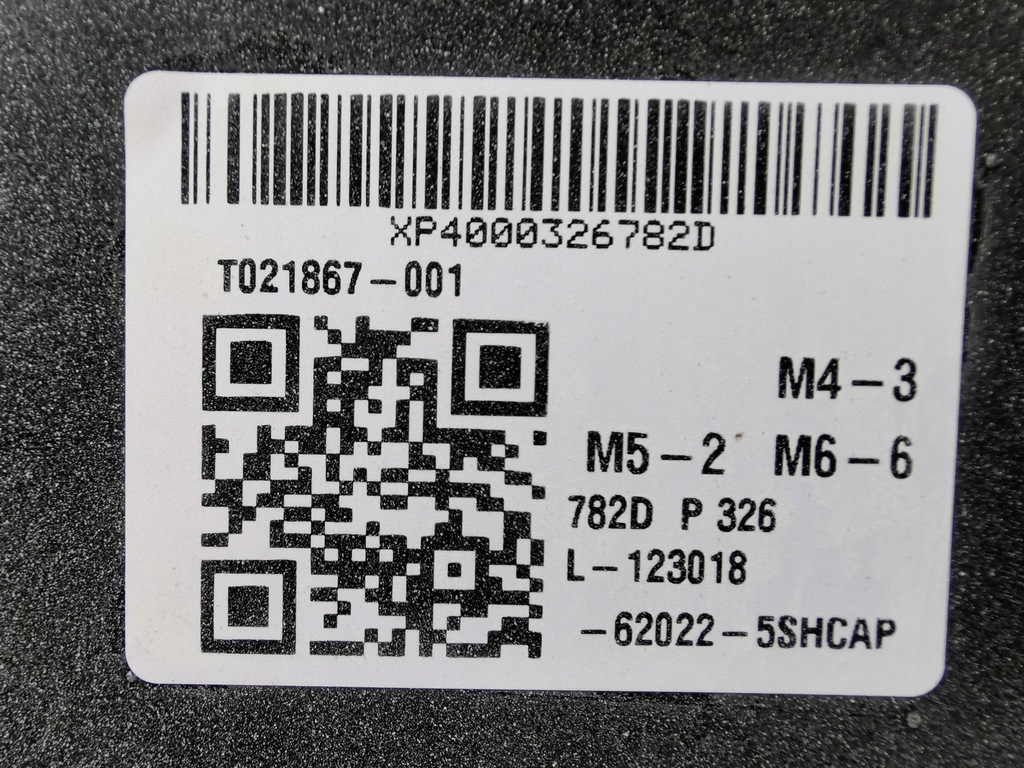 XP4000326782D
T021867-001
M4-3
M5-2 M6-6
782D P 326
L-123018
-62022-5SHCAP